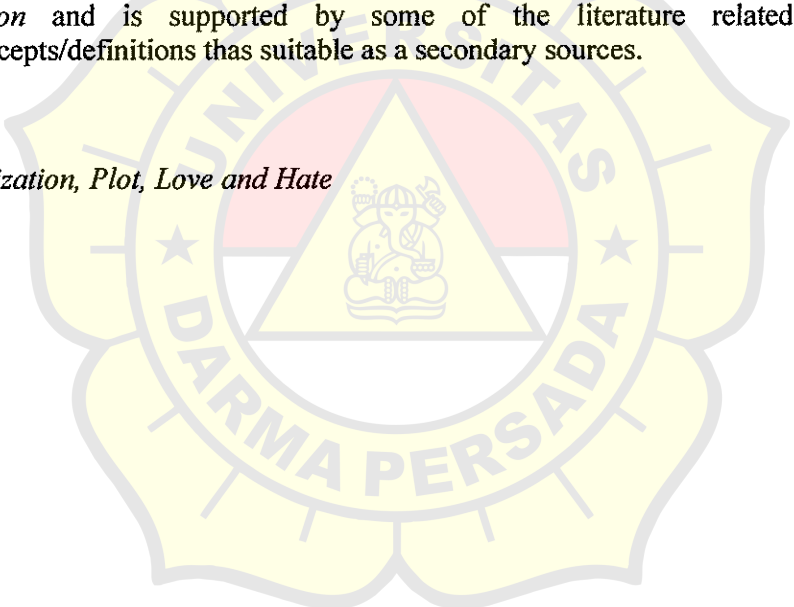 on and is supported by some of the literature related
cepts/definitions thas suitable as a secondary sources.
ization, Plot, Love and Hate
UNIVERSITAS
DARMA PERSADA